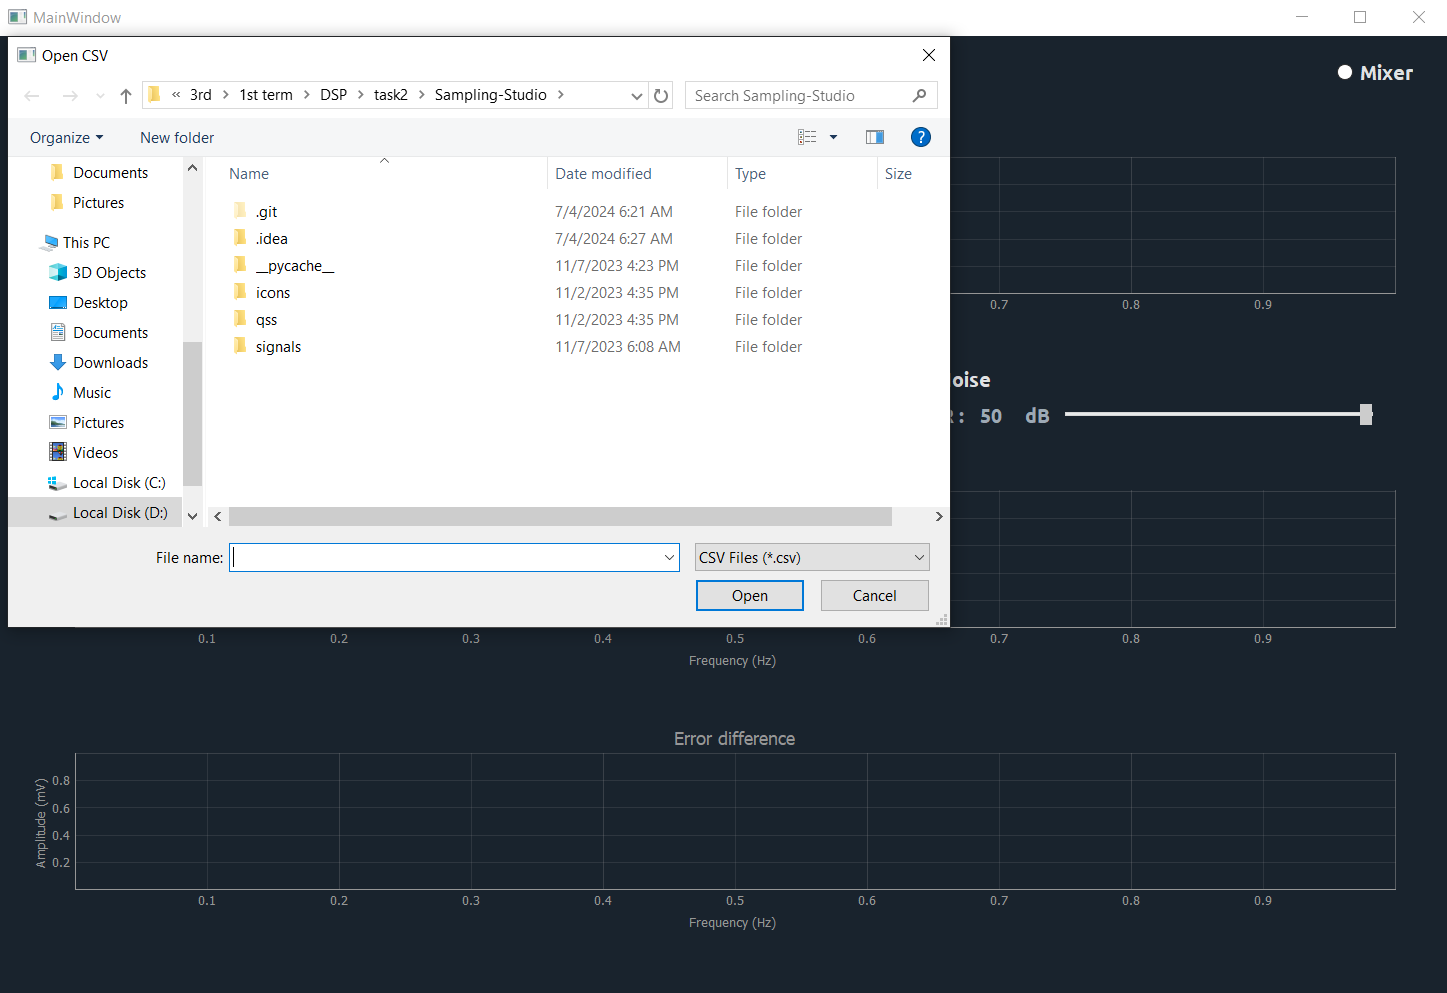 MainWindow
Open CSV
« 3rd > 1st term > DSP > task2 > Sampling-Studio >
Search Sampling-Studio
Organize
New folder
?
Name
Date modified
Type
Size
Documents
Pictures
This PC
3D Objects
Desktop
Documents
Downloads
Music
Pictures
Videos
Local Disk (C:)
Local Disk (D:)
.git 7/4/2024 6:21 AM File folder
.idea 7/4/2024 6:27 AM File folder
__pycache__ 11/7/2023 4:23 PM File folder
icons 11/2/2023 4:35 PM File folder
qss 11/2/2023 4:35 PM File folder
signals 11/7/2023 6:08 AM File folder
File name:
CSV Files (*.csv)
Open
Cancel
Mixer
0.7 0.8 0.9
oise
: 50 dB
0.1 0.2 0.3 0.4 0.5 0.6 0.7 0.8 0.9
Frequency (Hz)
Error difference
Amplitude (mV)
0.8
0.6
0.4
0.2
0.1 0.2 0.3 0.4 0.5 0.6 0.7 0.8 0.9
Frequency (Hz)